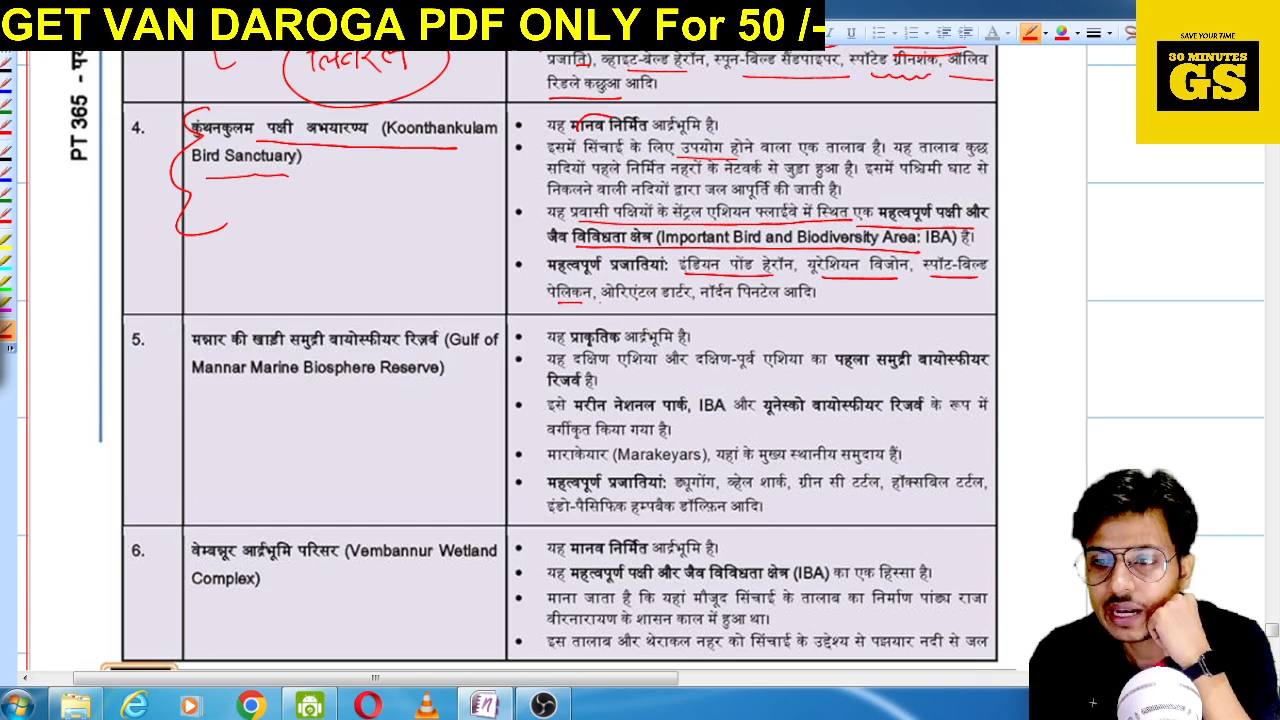 GET VAN DAROGA PDF ONLY For 50 /-
SAVE YOUR TIME
30 MINUTES
GS
PT 365 - पर
प्रजाति), व्हाइट-बेल्ड हेरॉन, स्पून-बिल्ड सैंडपाइपर, स्पॉटेड ग्रीनशंक, ऑलिव
रिडले कछुआ आदि।
4.
कुंथनकुलम पक्षी अभयारण्य (Koonthankulam
Bird Sanctuary)
• यह मानव निर्मित आर्द्रभूमि है।
• इसमें सिंचाई के लिए उपयोग होने वाला एक तालाब है। यह तालाब कुछ
सदियों पहले निर्मित नहरों के नेटवर्क से जुड़ा हुआ है। इसमें पश्चिमी घाट से
निकलने वाली नदियों द्वारा जल आपूर्ति की जाती है।
• यह प्रवासी पक्षियों के सेंट्रल एशियन फ्लाईवे में स्थित एक महत्वपूर्ण पक्षी और
जैव विविधता क्षेत्र (Important Bird and Biodiversity Area: IBA) है।
• महत्वपूर्ण प्रजातियां: इंडियन पोंड हेरॉन, यूरेशियन विजोन, स्पॉट-बिल्ड
पेलिकन, ओरिएंटल डार्टर, नॉर्दन पिनटेल आदि।
5.
मन्नार की खाड़ी समुद्री बायोस्फीयर रिज़र्व (Gulf of
Mannar Marine Biosphere Reserve)
• यह प्राकृतिक आर्द्रभूमि है।
• यह दक्षिण एशिया और दक्षिण-पूर्व एशिया का पहला समुद्री बायोस्फीयर
रिजर्व है।
• इसे मरीन नेशनल पार्क, IBA और यूनेस्को बायोस्फीयर रिजर्व के रूप में
वर्गीकृत किया गया है।
• माराकेयार (Marakeyars), यहां के मुख्य स्थानीय समुदाय हैं।
• महत्वपूर्ण प्रजातियां: ड्यूगोंग, व्हेल शार्क, ग्रीन सी टर्टल, हॉक्सबिल टर्टल,
इंडो-पैसिफिक हम्पबैक डॉल्फ़िन आदि।
6.
वेम्बन्नूर आर्द्रभूमि परिसर (Vembannur Wetland
Complex)
• यह मानव निर्मित आर्द्रभूमि है।
• यह महत्वपूर्ण पक्षी और जैव विविधता क्षेत्र (IBA) का एक हिस्सा है।
• माना जाता है कि यहां मौजूद सिंचाई के तालाब का निर्माण पांड्य राजा
वीरनारायण के शासन काल में हुआ था।
• इस तालाब और थेराकल नहर को सिंचाई के उद्देश्य से पझयार नदी से जल